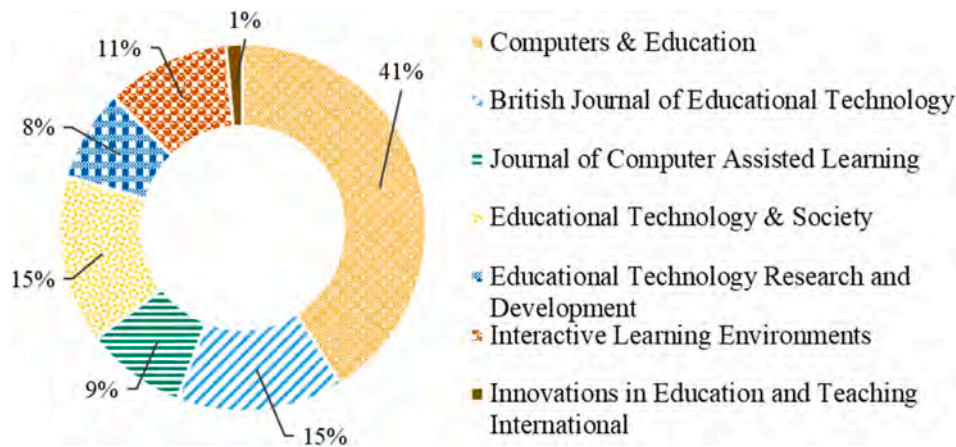 1%
11%
41%
8%
15%
9%
15%
Computers & Education
British Journal of Educational Technology
Journal of Computer Assisted Learning
Educational Technology & Society
Educational Technology Research and
Development
Interactive Learning Environments
Innovations in Education and Teaching
International